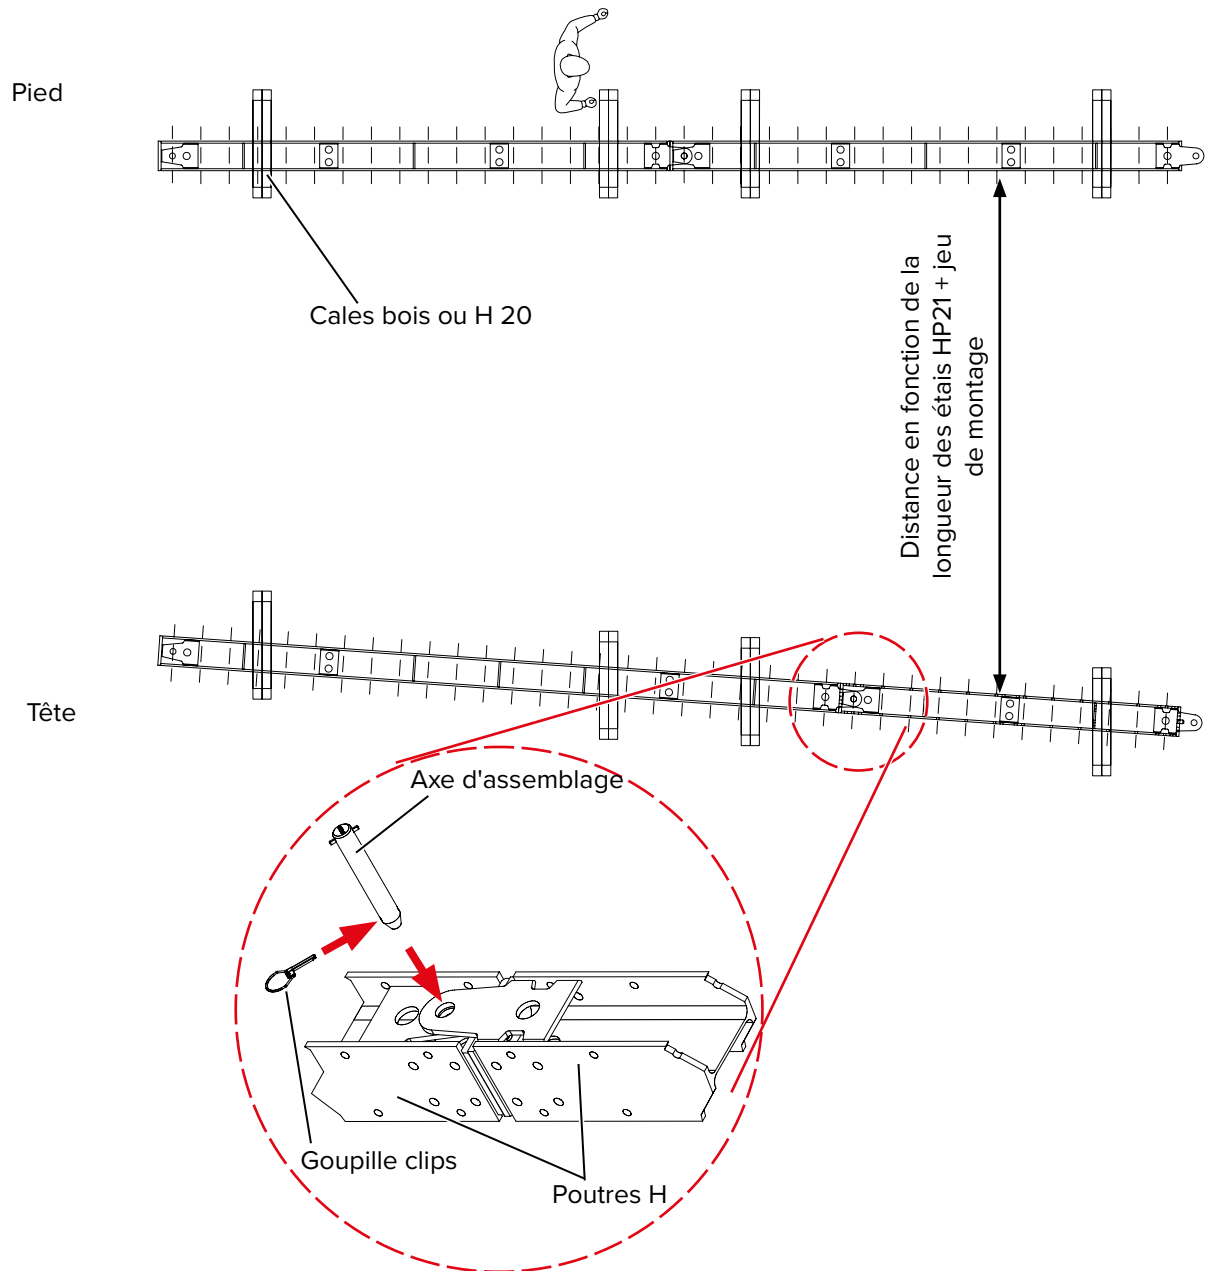 Pied
Cales bois ou H 20
Distance en fonction de la
longueur des étais HP21 + jeu
de montage
Tête
Axe d'assemblage
Goupille clips
Poutres H